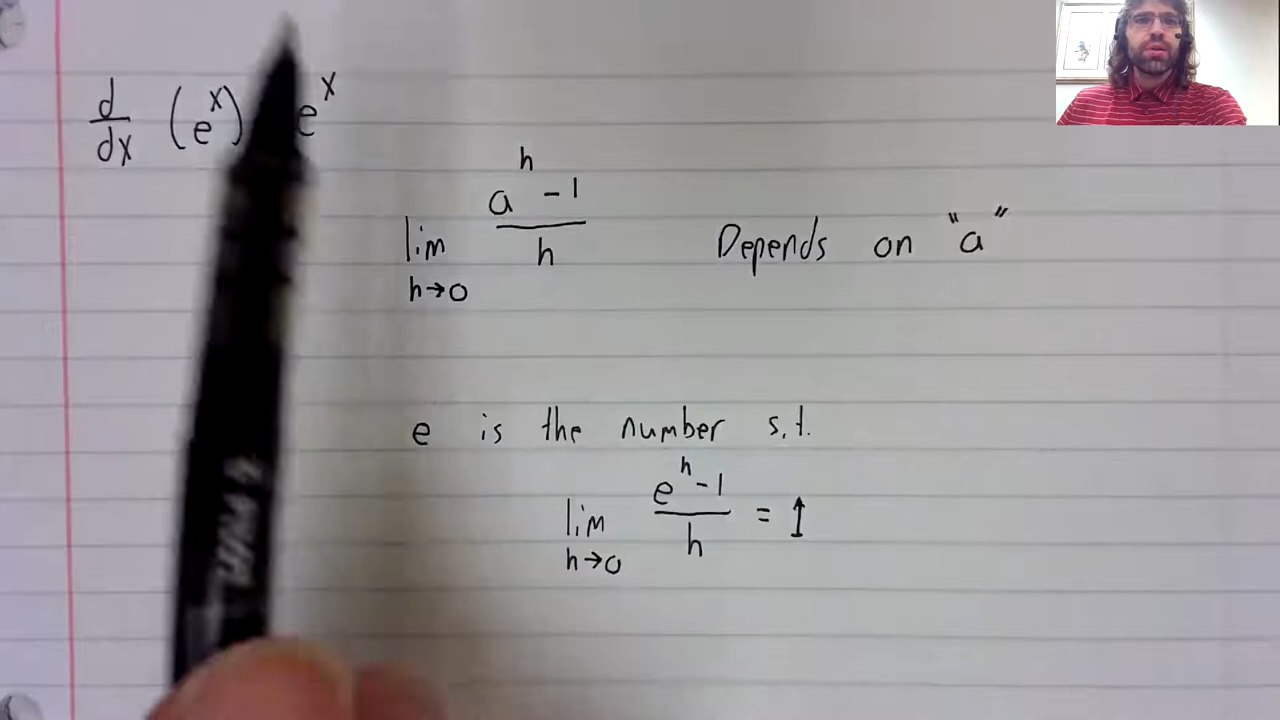 d/dx (e^x) e^x
lim h→0 (a^h - 1)/h Depends on "a"
e is the number s.t.
lim h→0 (e^h - 1)/h = 1